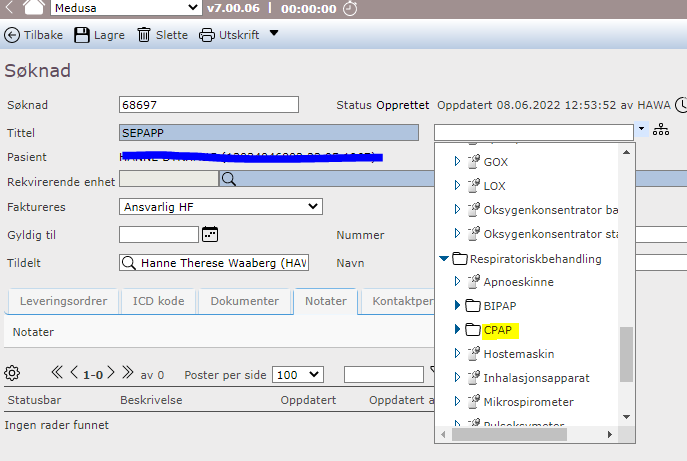 Medusa v7.00.06 | 00:00:00
Tilbake Lagre Slette Utskrift
Søknad
Søknad 68697 Status Opprettet Oppdatert 08.06.2022 12:53:52 av HAWA
Tittel SEPAPP
Pasient
Rekvirerende enhet
Faktureres Ansvarlig HF
Gyldig til Nummer
Tildelt Hanne Therese Waaberg (HAW Navn
GOX
LOX
Oksygenkonsentrator ba
Oksygenkonsentrator sta
Respiratoriskbehandling
Apnoeskinne
BIPAP
CPAP
Hostemaskin
Inhalasjonsapparat
Mikrospirometer
Pulsoksymeter
Leveringsordrer ICD kode Dokumenter Notater Kontaktper
Notater
1-0 av 0 Poster per side 100
Statusbar Beskrivelse Oppdatert Oppdatert a
Ingen rader funnet